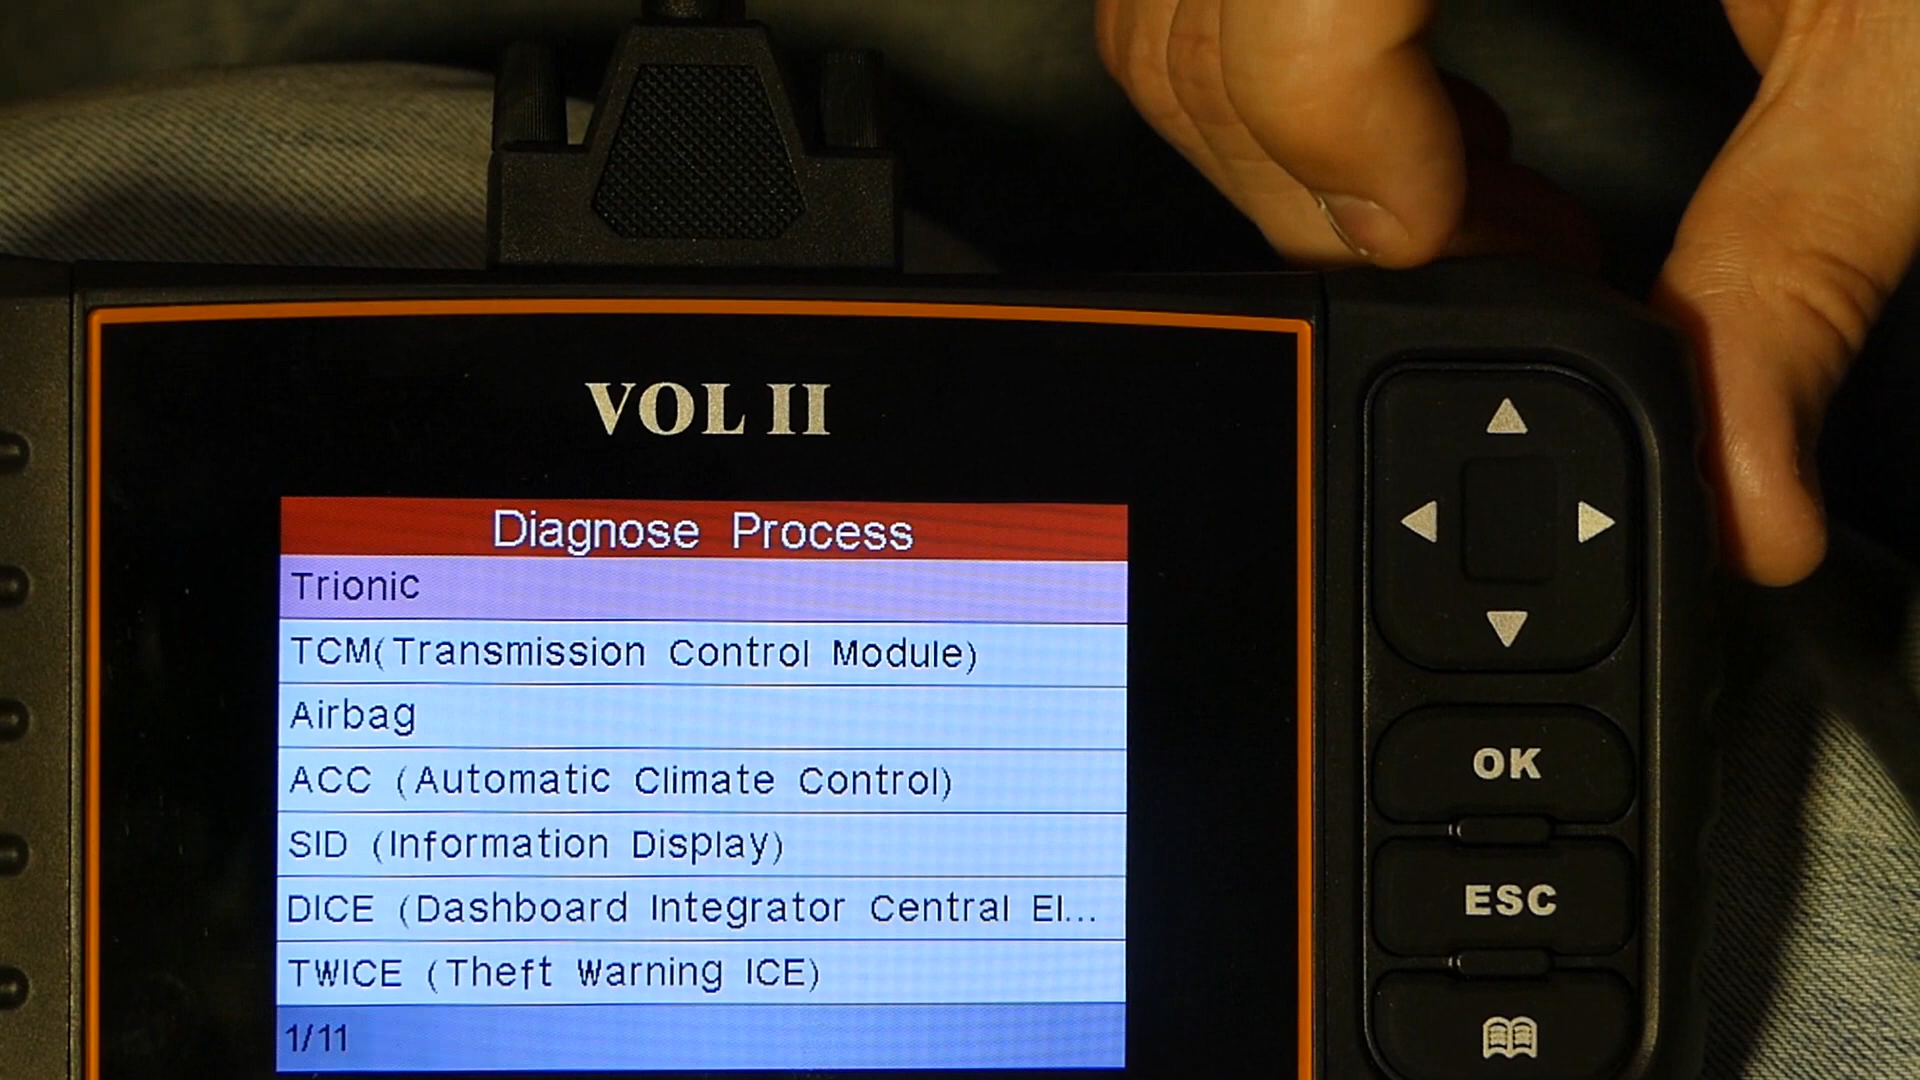 VOL II
Diagnose Process
Trionic
TCM(Transmission Control Module)
Airbag
ACC (Automatic Climate Control)
SID (Information Display)
DICE (Dashboard Integrator Central El...
TWICE (Theft Warning ICE)
1/11
OK
ESC